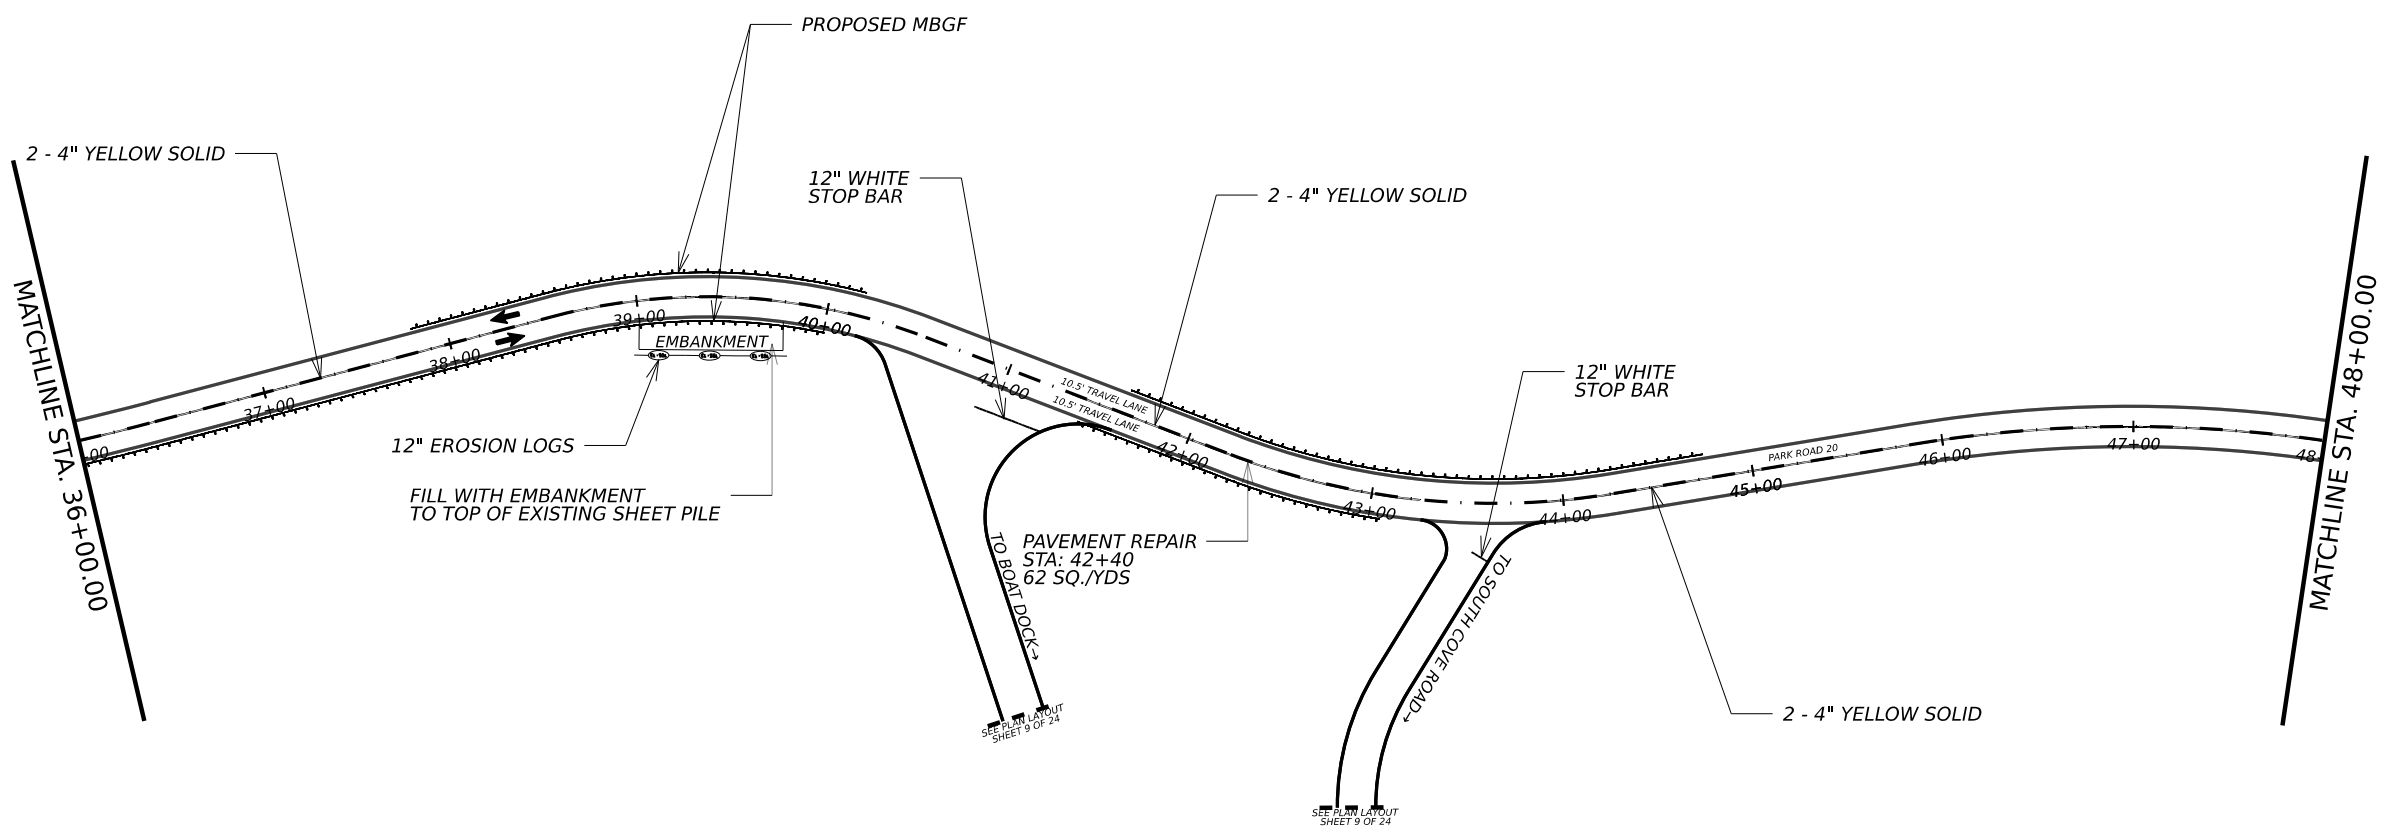 PROPOSED MBGF
2 - 4" YELLOW SOLID
12" WHITE
STOP BAR
2 - 4" YELLOW SOLID
MATCHLINE STA. 36+00.00
MATCHLINE STA. 48+00.00
00
37+00
38+00
39+00
40+00
41+00
42+00
43+00
44+00
45+00
46+00
47+00
48
EMBANKMENT
10.5' TRAVEL LANE
10.5' TRAVEL LANE
PARK ROAD 20
12" WHITE
STOP BAR
12" EROSION LOGS
FILL WITH EMBANKMENT
TO TOP OF EXISTING SHEET PILE
PAVEMENT REPAIR
STA: 42+40
62 SQ./YDS
TO BOAT DOCK→
TO SOUTH COVE ROAD→
2 - 4" YELLOW SOLID
SEE PLAN LAYOUT
SHEET 9 OF 24
SEE PLAN LAYOUT
SHEET 9 OF 24